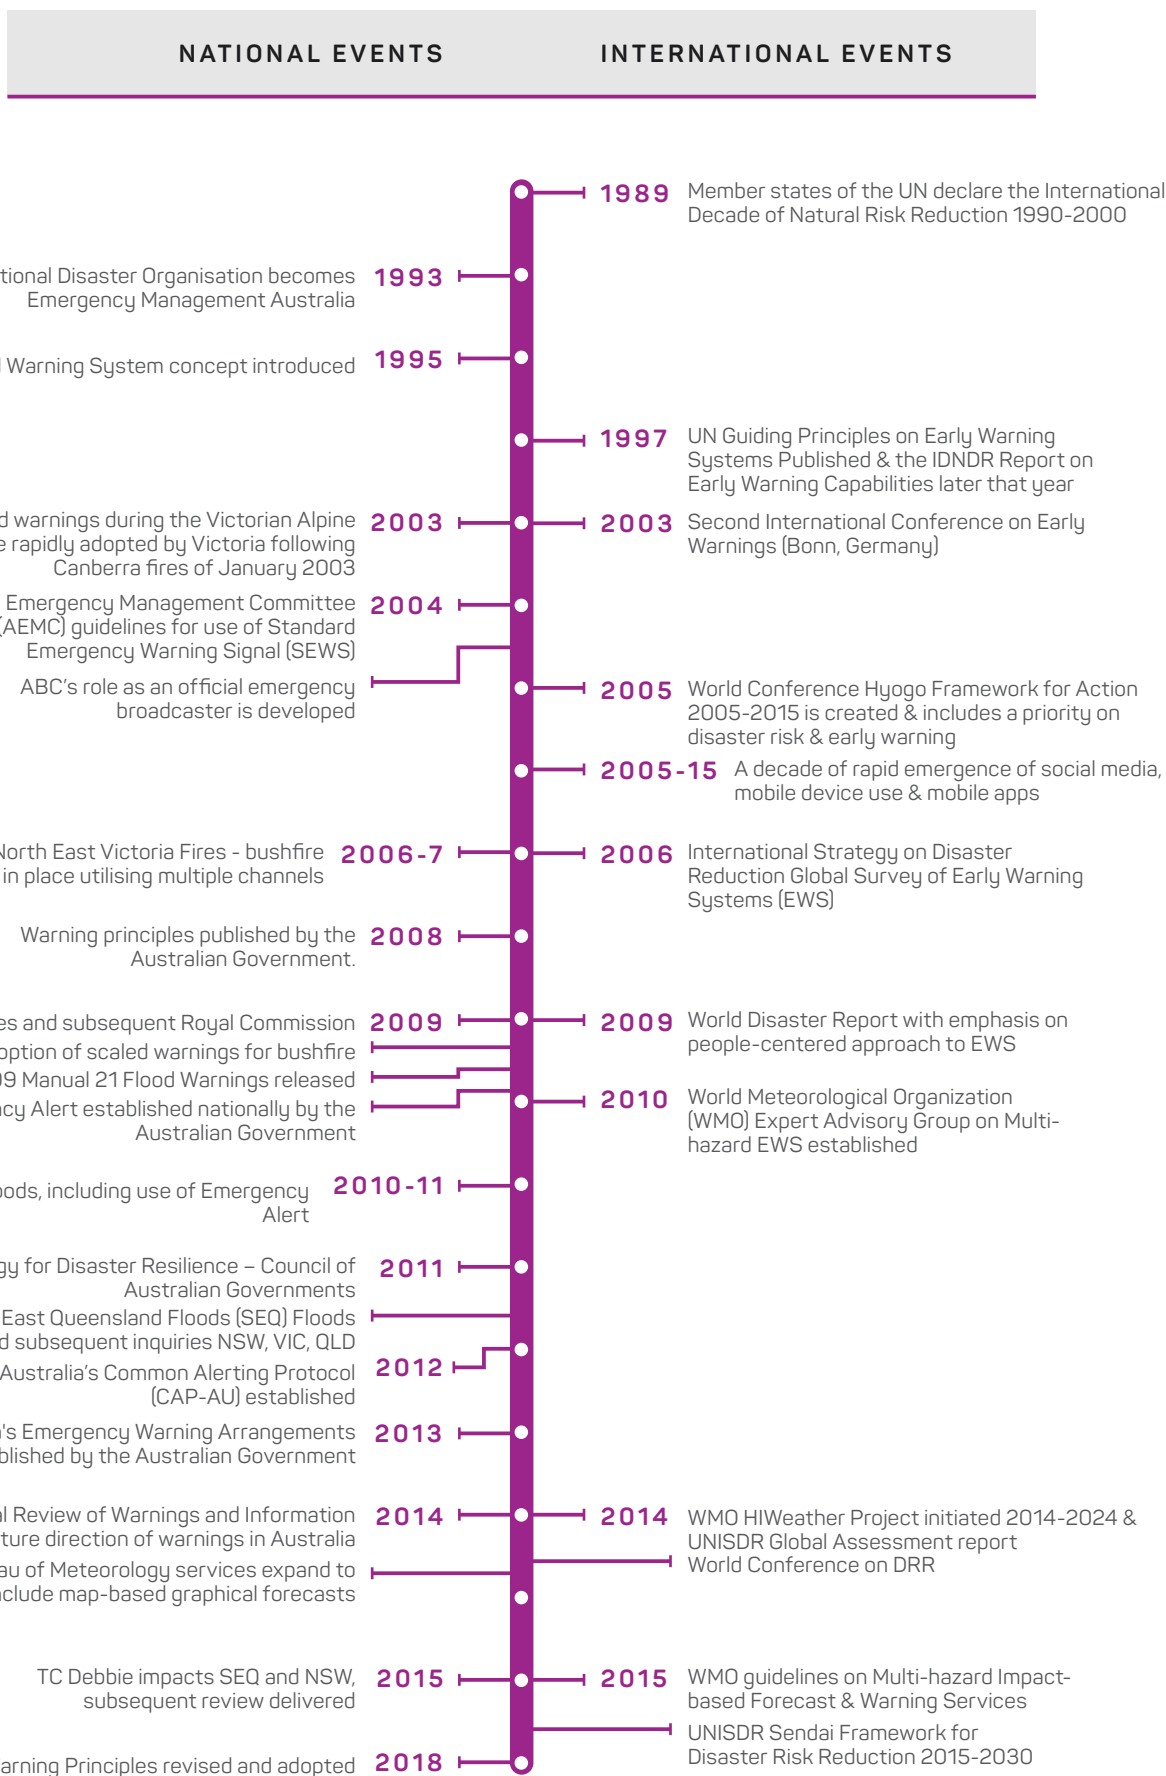 NATIONAL EVENTS
INTERNATIONAL EVENTS
1989
Member states of the UN declare the International
Decade of Natural Risk Reduction 1990-2000
Disaster Organisation becomes
Emergency Management Australia
1993
Warning System concept introduced
1995
1997
UN Guiding Principles on Early Warning
Systems Published & the IDNDR Report on
Early Warning Capabilities later that year
warnings during the Victorian Alpine
rapidly adopted by Victoria following
Canberra fires of January 2003
2003
2003
Second International Conference on Early
Warnings (Bonn, Germany)
Emergency Management Committee
(AEMC) guidelines for use of Standard
Emergency Warning Signal (SEWS)
2004
ABC's role as an official emergency
broadcaster is developed
2005
World Conference Hyogo Framework for Action
2005-2015 is created & includes a priority on
disaster risk & early warning
2005-15
A decade of rapid emergence of social media,
mobile device use & mobile apps
North East Victoria Fires - bushfire
in place utilising multiple channels
2006-7
2006
International Strategy on Disaster
Reduction Global Survey of Early Warning
Systems (EWS)
Warning principles published by the
Australian Government.
2008
and subsequent Royal Commission
2009
of scaled warnings for bushfire
Manual 21 Flood Warnings released
Alert established nationally by the
Australian Government
2009
World Disaster Report with emphasis on
people-centered approach to EWS
2010
World Meteorological Organization
(WMO) Expert Advisory Group on Multi-
hazard EWS established
including use of Emergency
Alert
2010-11
for Disaster Resilience – Council of
Australian Governments
2011
East Queensland Floods (SEQ) Floods
subsequent inquiries NSW, VIC, QLD
Australia's Common Alerting Protocol
(CAP-AU) established
2012
Emergency Warning Arrangements
by the Australian Government
2013
Review of Warnings and Information
direction of warnings in Australia
2014
of Meteorology services expand to
include map-based graphical forecasts
2014
WMO HIWeather Project initiated 2014-2024 &
UNISDR Global Assessment report
World Conference on DRR
TC Debbie impacts SEQ and NSW,
subsequent review delivered
2015
2015
WMO guidelines on Multi-hazard Impact-
based Forecast & Warning Services
UNISDR Sendai Framework for
Disaster Risk Reduction 2015-2030
Principles revised and adopted
2018